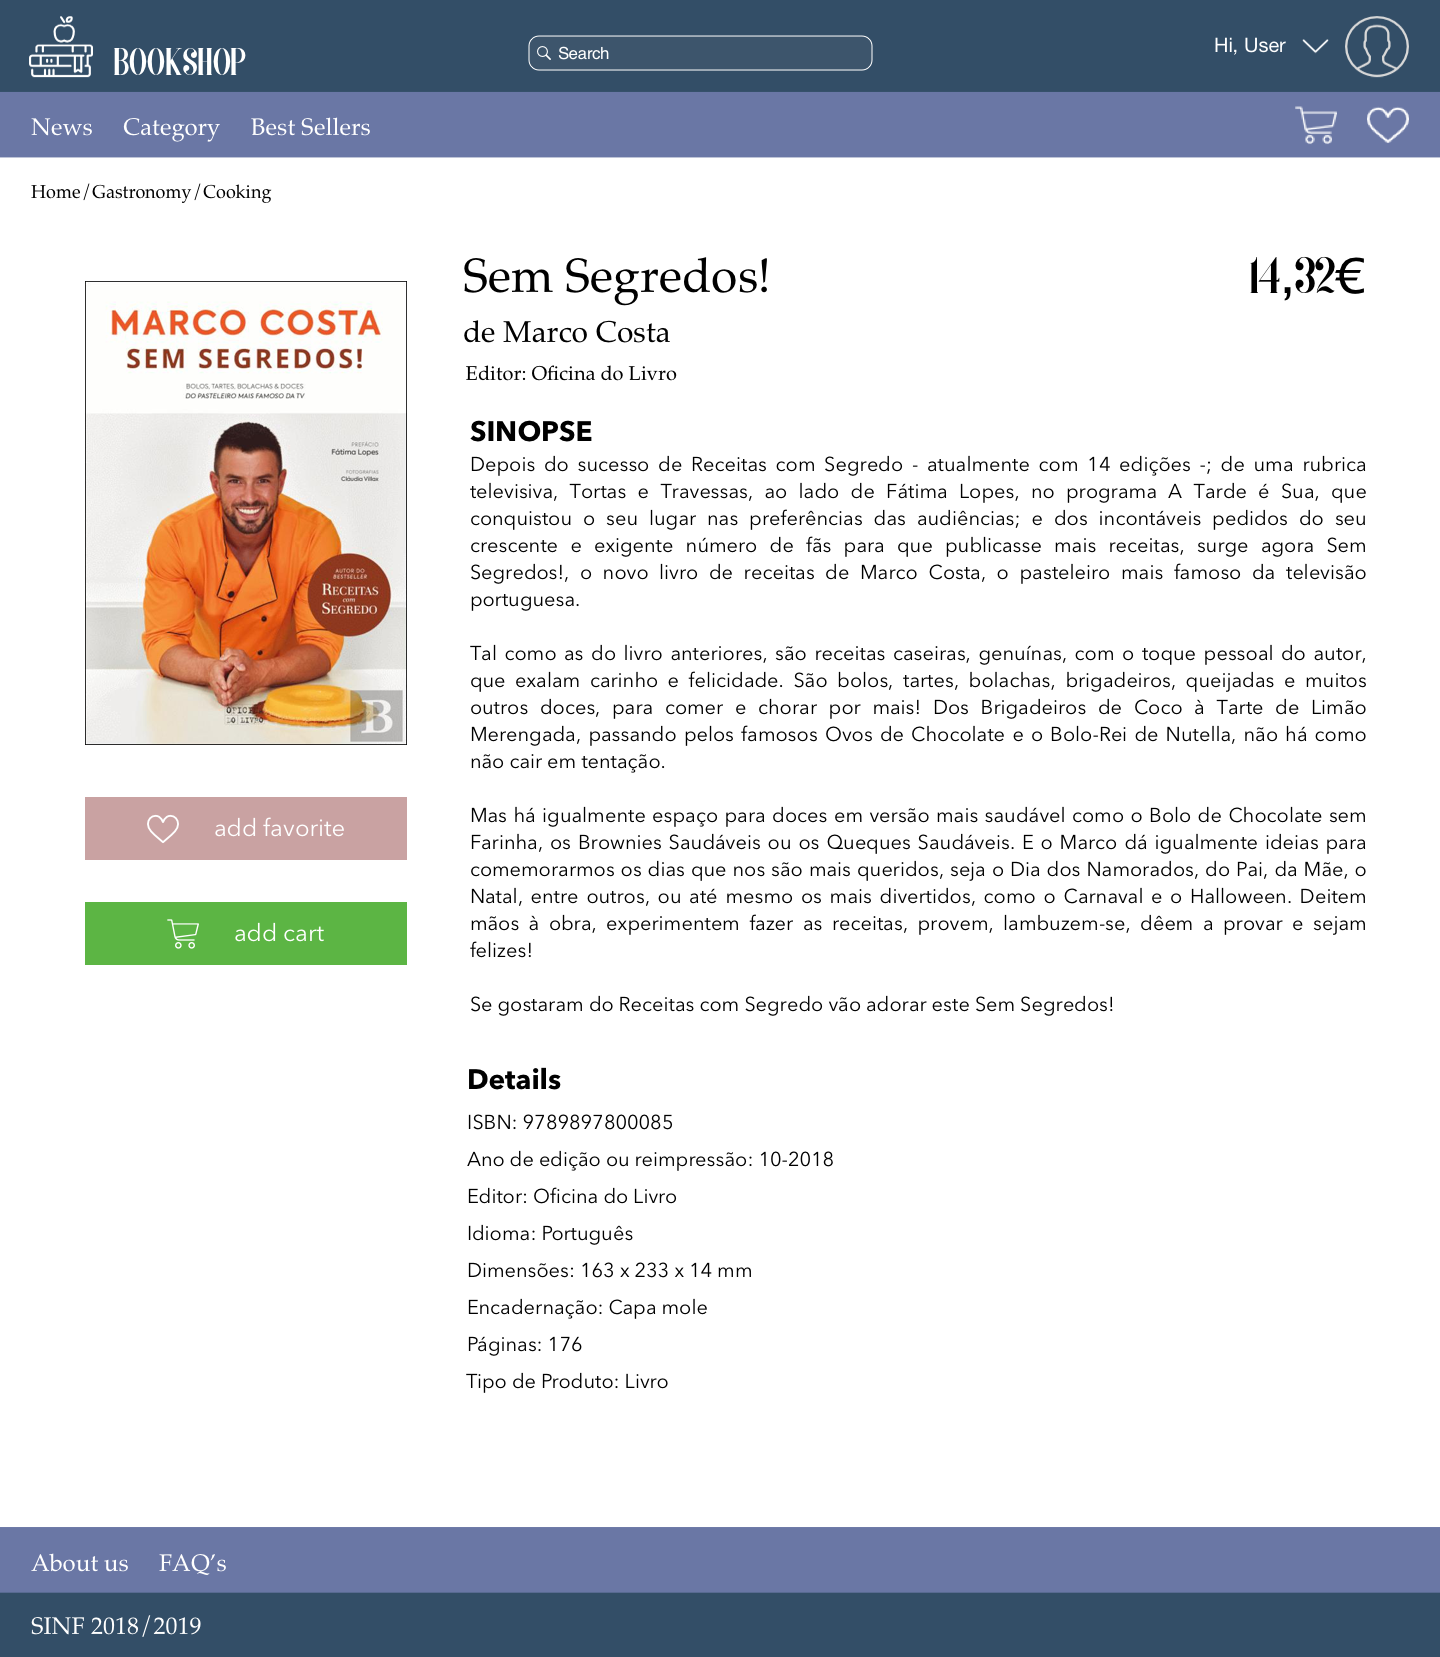 BOOKSHOP
Search
Hi, User
News Category Best Sellers
Home / Gastronomy / Cooking
MARCO COSTA
SEM SEGREDOS!
BOLOS, TARTES, BOLACHAS & DOCES
DO PASTELEIRO MAIS FAMOSO DA TV
PREFÁCIO
Fátima Lopes
FOTOGRAFIAS
Cláudia Villax
AUTOR DO
BESTSELLER
RECEITAS
com
SEGREDO
OFICINA
DO LIVRO
B
add favorite
add cart
Sem Segredos!
14,32€
de Marco Costa
Editor: Oficina do Livro
SINOPSE
Depois do sucesso de Receitas com Segredo - atualmente com 14 edições -; de uma rubrica
televisiva, Tortas e Travessas, ao lado de Fátima Lopes, no programa A Tarde é Sua, que
conquistou o seu lugar nas preferências das audiências; e dos incontáveis pedidos do seu
crescente e exigente número de fãs para que publicasse mais receitas, surge agora Sem
Segredos!, o novo livro de receitas de Marco Costa, o pasteleiro mais famoso da televisão
portuguesa.
Tal como as do livro anteriores, são receitas caseiras, genuínas, com o toque pessoal do autor,
que exalam carinho e felicidade. São bolos, tartes, bolachas, brigadeiros, queijadas e muitos
outros doces, para comer e chorar por mais! Dos Brigadeiros de Coco à Tarte de Limão
Merengada, passando pelos famosos Ovos de Chocolate e o Bolo-Rei de Nutella, não há como
não cair em tentação.
Mas há igualmente espaço para doces em versão mais saudável como o Bolo de Chocolate sem
Farinha, os Brownies Saudáveis ou os Queques Saudáveis. E o Marco dá igualmente ideias para
comemorarmos os dias que nos são mais queridos, seja o Dia dos Namorados, do Pai, da Mãe, o
Natal, entre outros, ou até mesmo os mais divertidos, como o Carnaval e o Halloween. Deitem
mãos à obra, experimentem fazer as receitas, provem, lambuzem-se, dêem a provar e sejam
felizes!
Se gostaram do Receitas com Segredo vão adorar este Sem Segredos!
Details
ISBN: 9789897800085
Ano de edição ou reimpressão: 10-2018
Editor: Oficina do Livro
Idioma: Português
Dimensões: 163 x 233 x 14 mm
Encadernação: Capa mole
Páginas: 176
Tipo de Produto: Livro
About us FAQ’s
SINF 2018/2019